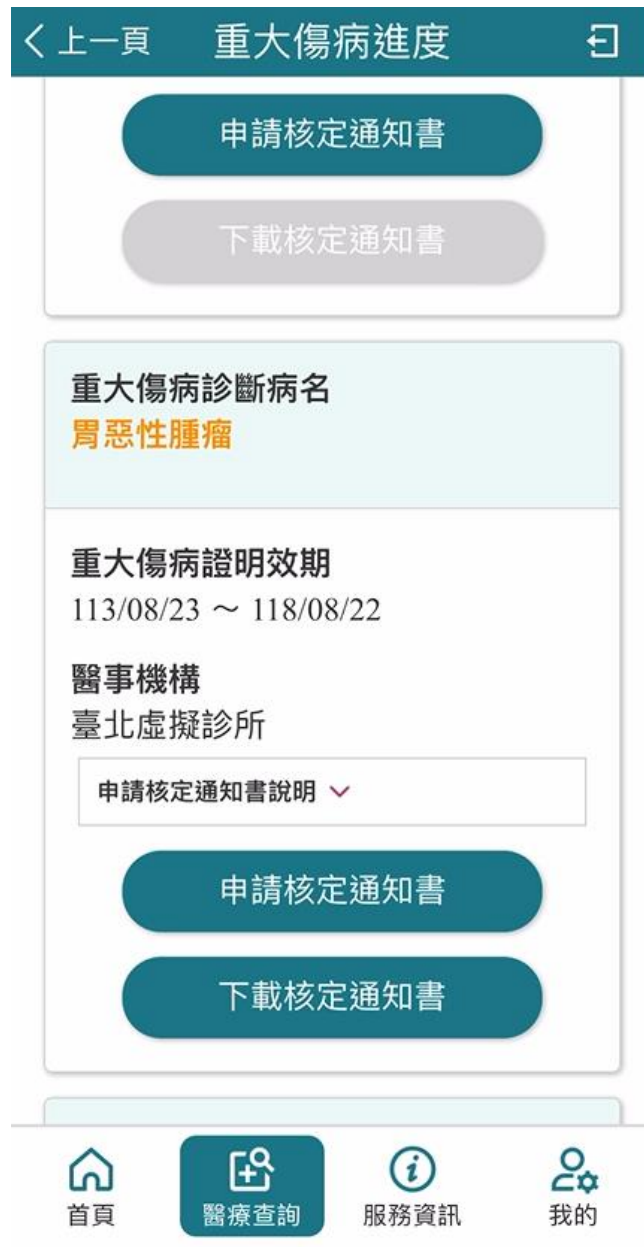 上一頁
重大傷病進度
申請核定通知書
下載核定通知書
重大傷病診斷病名
胃惡性腫瘤
重大傷病證明效期
113/08/23 ～ 118/08/22
醫事機構
臺北虛擬診所
申請核定通知書說明
申請核定通知書
下載核定通知書
首頁
醫療查詢
服務資訊
我的